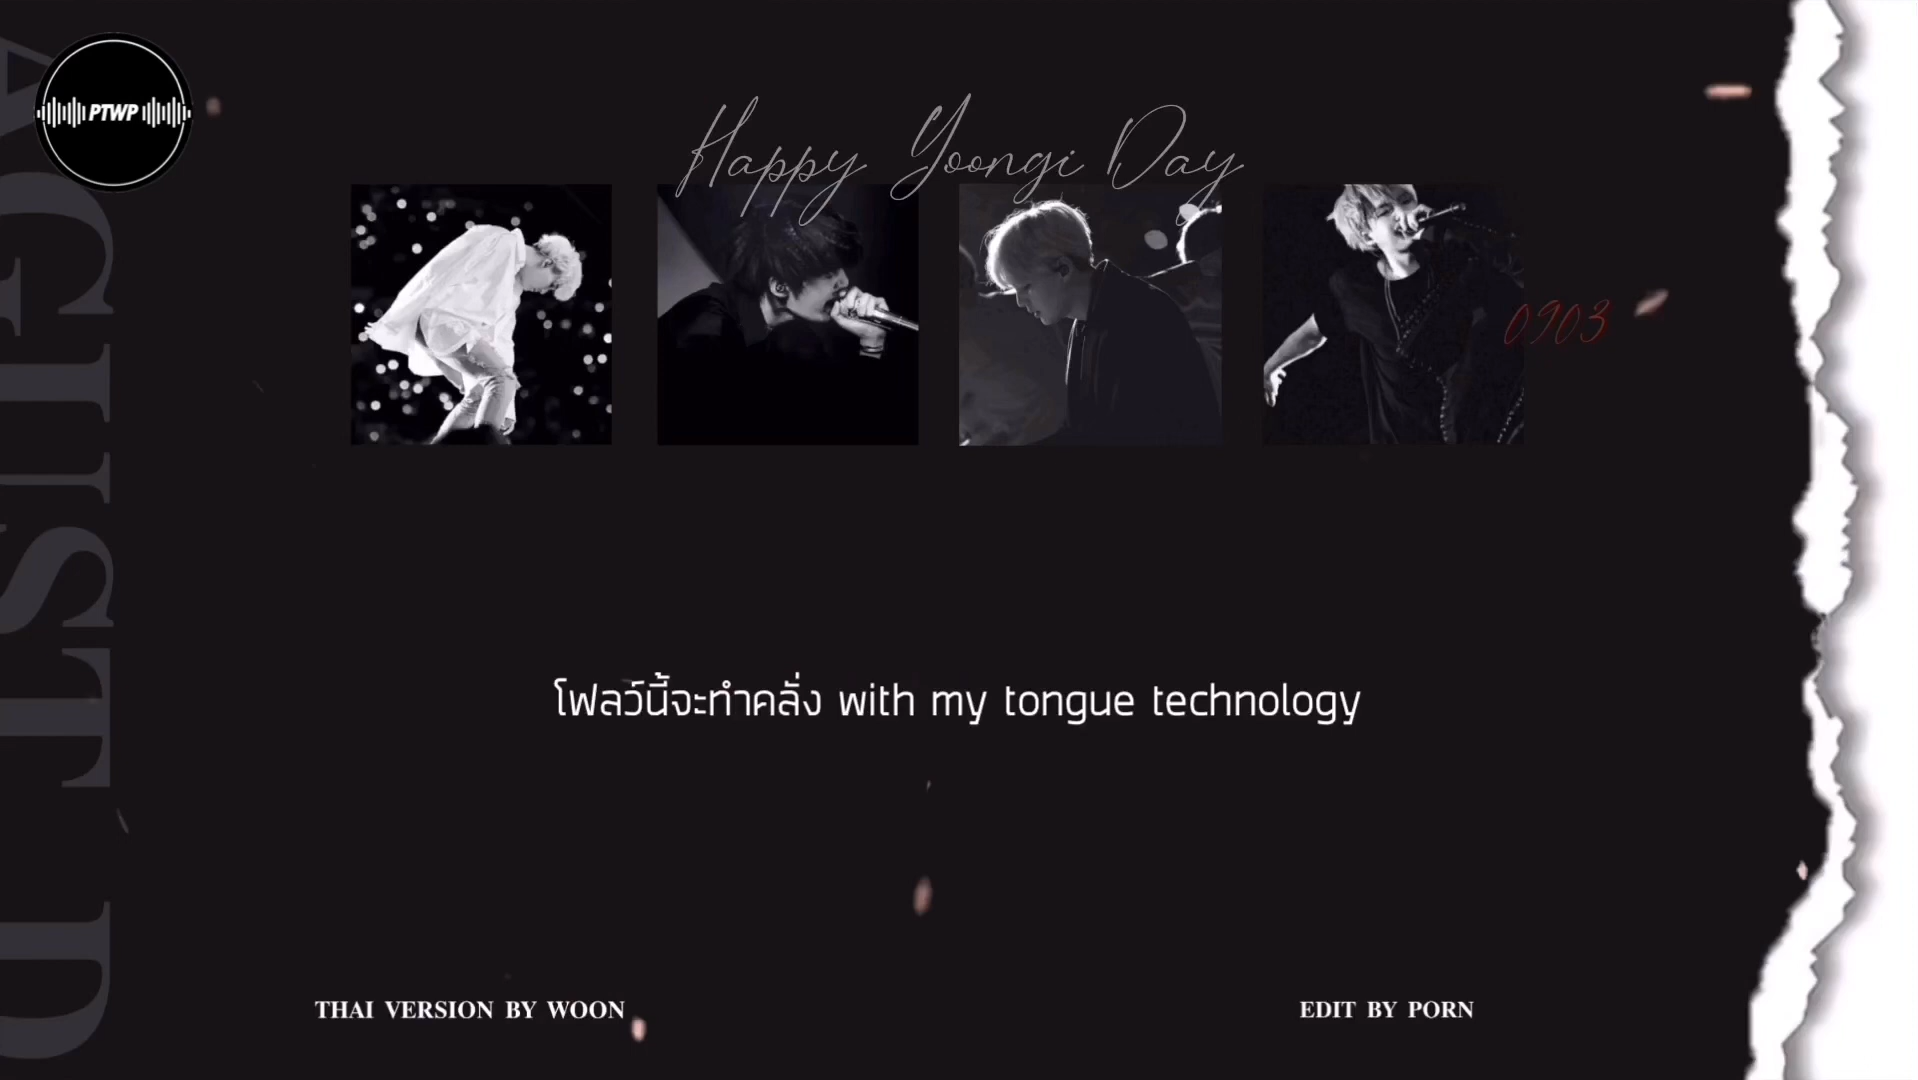 AGUST D
PTWP
Happy Yoongi Day
0903
โฟลว์นี้จะทำคลั่ง with my tongue technology
THAI VERSION BY WOON
EDIT BY PORN